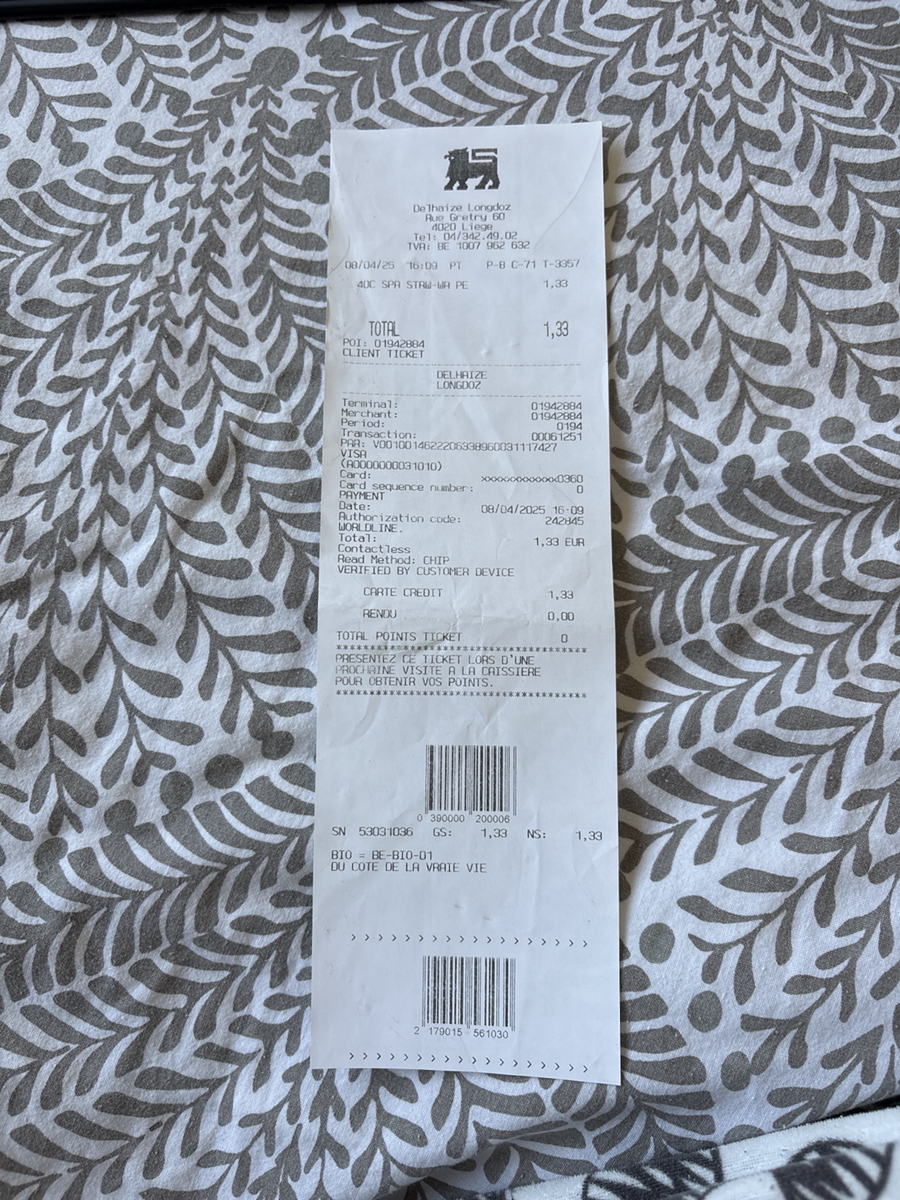 Delhaize Longdoz
Rue Gretry 60
4020 Liege
Tel: 04/342.49.02
TVA: BE 1007 962 632
08/04/25 16:09 PT P-B C-71 T-3357
40C SPA STRW-WA PE 1,33
TOTAL 1,33
POI: 01942884
CLIENT TICKET
DELHAIZE
LONGDOZ
Terminal: 01942884
Merchant: 01942884
Period: 0194
Transaction: 00061251
PAR: V0010014622206338960031117427
VISA
(A0000000031010)
Card: xxxxxxxxxxxx0360
Card sequence number: 0
PAYMENT
Date: 08/04/2025 16:09
Authorization code: 242845
WORLDLINE.
Total: 1,33 EUR
Contactless
Read Method: CHIP
VERIFIED BY CUSTOMER DEVICE
CARTE CREDIT 1,33
RENDU 0,00
TOTAL POINTS TICKET 0
****************************************
PRESENTEZ CE TICKET LORS D'UNE
PROCHAINE VISITE A LA CAISSIERE
POUR OBTENIR VOS POINTS.
****************************************
0 390000 200006
SN 53031036 GS: 1,33 NS: 1,33
BIO = BE-BIO-01
DU COTE DE LA VRAIE VIE
> > > > > > > > > > > > > > > > >
2 179015 561030
> > > > > > > > > > > > > > > > >